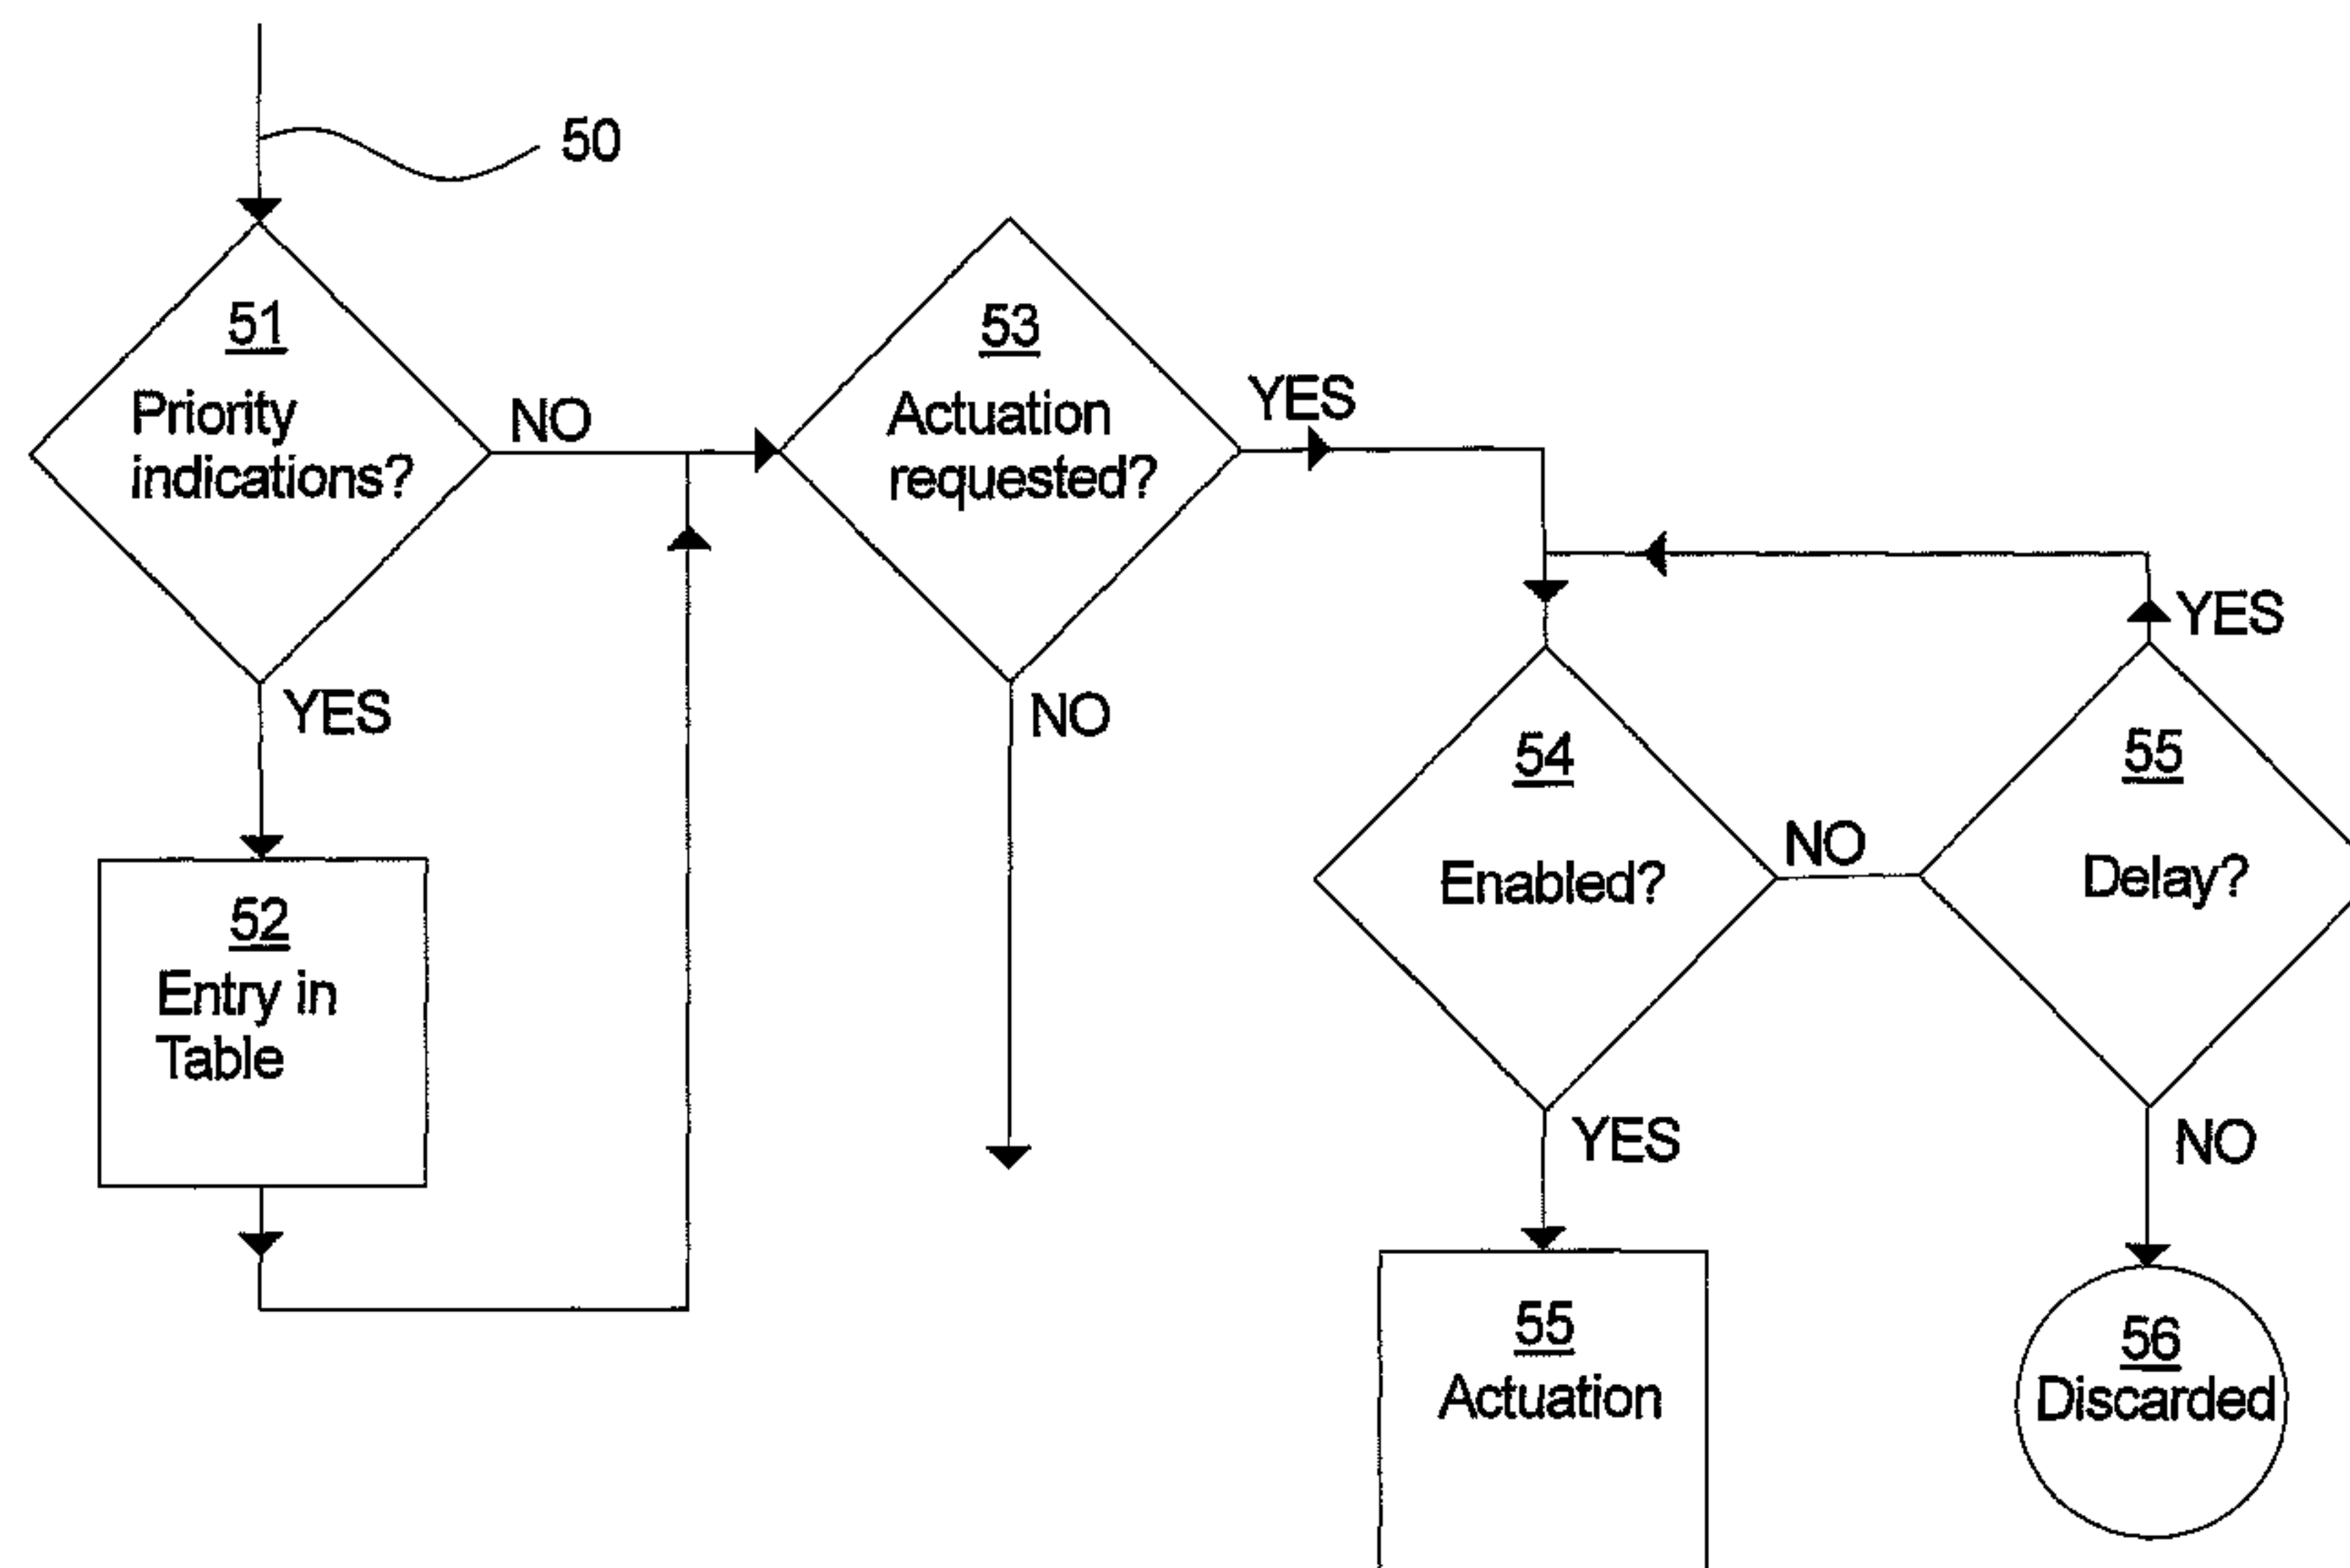 50
51
Priority
indications?
NO
YES
52
Entry in
Table
53
Actuation
requested?
YES
NO
54
Enabled?
NO
YES
55
Delay?
YES
NO
55
Actuation
56
Discarded